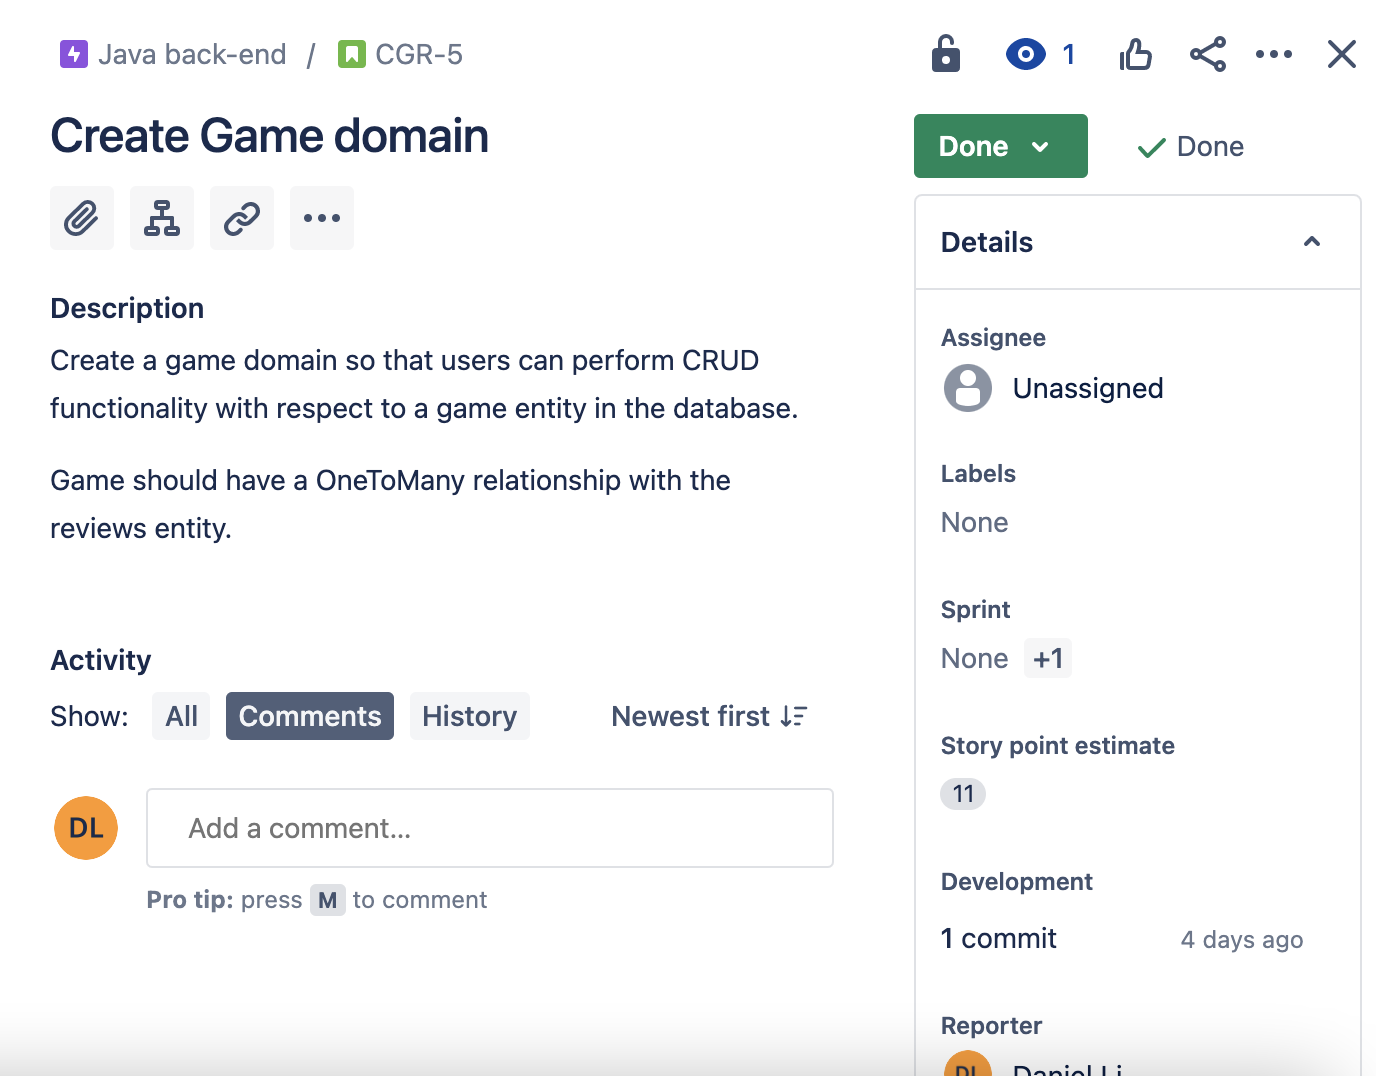 Java back-end / CGR-5
1
Create Game domain
Done
Done
Description
Create a game domain so that users can perform CRUD
functionality with respect to a game entity in the database.
Game should have a OneToMany relationship with the
reviews entity.
Activity
Show: All Comments History Newest first
DL Add a comment...
Pro tip: press M to comment
Details
Assignee
Unassigned
Labels
None
Sprint
None +1
Story point estimate
11
Development
1 commit 4 days ago
Reporter
DL Daniel Li